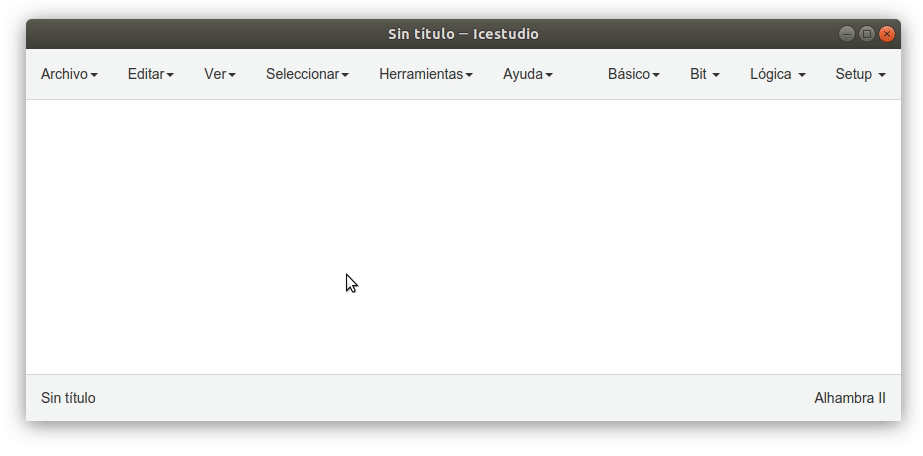 Sin título — Icestudio
Archivo Editar Ver Seleccionar Herramientas Ayuda Básico Bit Lógica Setup
Sin título Alhambra II